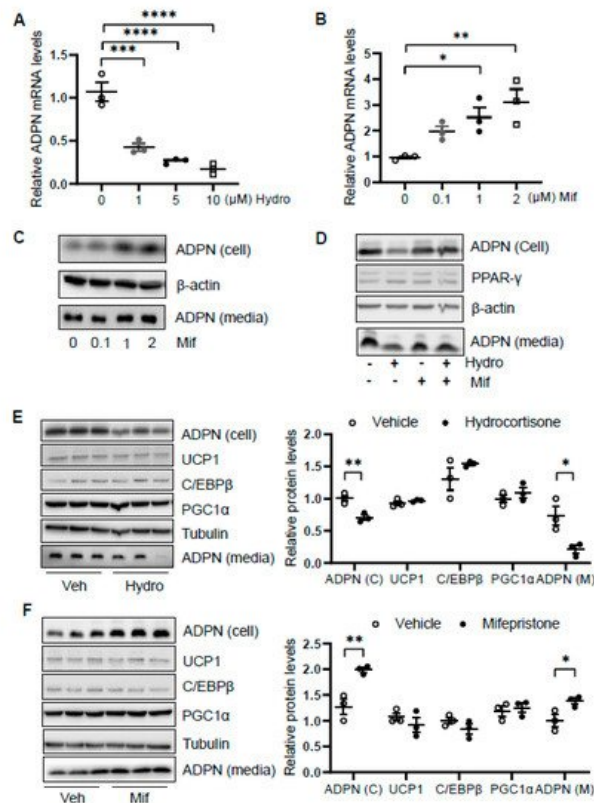 A
****
****
***
Relative ADPN mRNA levels
1.5
1.0
0.5
0.0
0 1 5 10 (μM) Hydro
B
**
*
Relative ADPN mRNA levels
5
4
3
2
1
0
0 0.1 1 2 (μM) Mif
C
ADPN (cell)
β-actin
ADPN (media)
0 0.1 1 2
Mif
D
ADPN (Cell)
PPAR-γ
β-actin
ADPN (media)
- + - + Hydro
- - + + Mif
E
ADPN (cell)
UCP1
C/EBPβ
PGC1α
Tubulin
ADPN (media)
Veh Hydro
Vehicle Hydrocortisone
Relative protein levels
2.0
1.5
1.0
0.5
0.0
** *
ADPN (C) UCP1 C/EBPβ PGC1α ADPN (M)
F
ADPN (cell)
UCP1
C/EBPβ
PGC1α
Tubulin
ADPN (media)
Veh Mif
Vehicle Mifepristone
Relative protein levels
2.5
2.0
1.5
1.0
0.5
0.0
** *
ADPN (C) UCP1 C/EBPβ PGC1α ADPN (M)